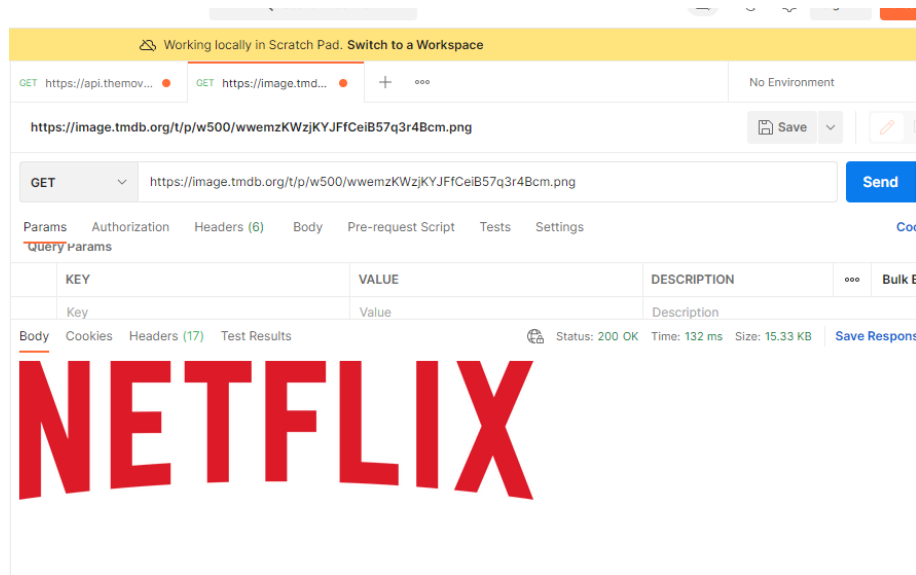 Working locally in Scratch Pad. Switch to a Workspace
GET https://api.themov... GET https://image.tmd... No Environment
https://image.tmdb.org/t/p/w500/wwemzKWzjKYJFfCeiB57q3r4Bcm.png Save
GET https://image.tmdb.org/t/p/w500/wwemzKWzjKYJFfCeiB57q3r4Bcm.png Send
Params Authorization Headers (6) Body Pre-request Script Tests Settings
Query Params
KEY VALUE DESCRIPTION Bulk
Key Value Description
Body Cookies Headers (17) Test Results Status: 200 OK Time: 132 ms Size: 15.33 KB Save Respons
NETFLIX